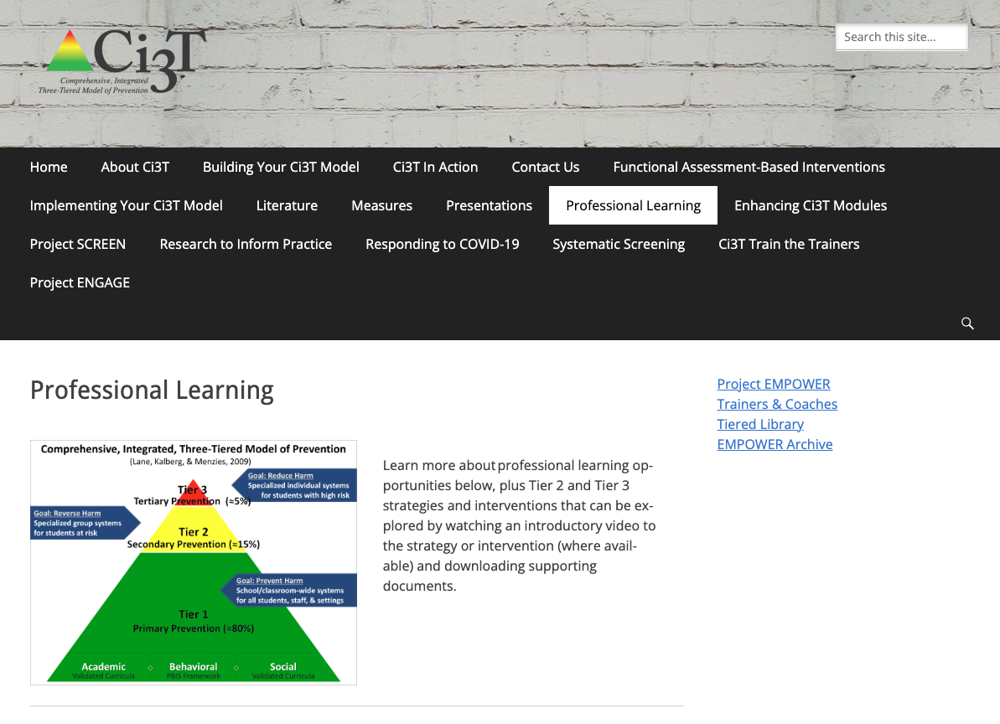 Ci3T
Comprehensive, Integrated
Three-Tiered Model of Prevention
Search this site...
Home
About Ci3T
Building Your Ci3T Model
Ci3T In Action
Contact Us
Functional Assessment-Based Interventions
Implementing Your Ci3T Model
Literature
Measures
Presentations
Professional Learning
Enhancing Ci3T Modules
Project SCREEN
Research to Inform Practice
Responding to COVID-19
Systematic Screening
Ci3T Train the Trainers
Project ENGAGE
Professional Learning
Comprehensive, Integrated, Three-Tiered Model of Prevention
(Lane, Kalberg, & Menzies, 2009)
Goal: Reduce Harm
Specialized individual systems
for students with high risk
Tier 3
Tertiary Prevention (≈5%)
Goal: Reverse Harm
Specialized group systems
for students at risk
Tier 2
Secondary Prevention (≈15%)
Goal: Prevent Harm
School/classroom-wide systems
for all students, staff, & settings
Tier 1
Primary Prevention (≈80%)
Academic ◇ Behavioral ◇ Social
Validated Curricula PBIS Framework Validated Curricula
Learn more about professional learning op-
portunities below, plus Tier 2 and Tier 3
strategies and interventions that can be ex-
plored by watching an introductory video to
the strategy or intervention (where avail-
able) and downloading supporting
documents.
Project EMPOWER
Trainers & Coaches
Tiered Library
EMPOWER Archive